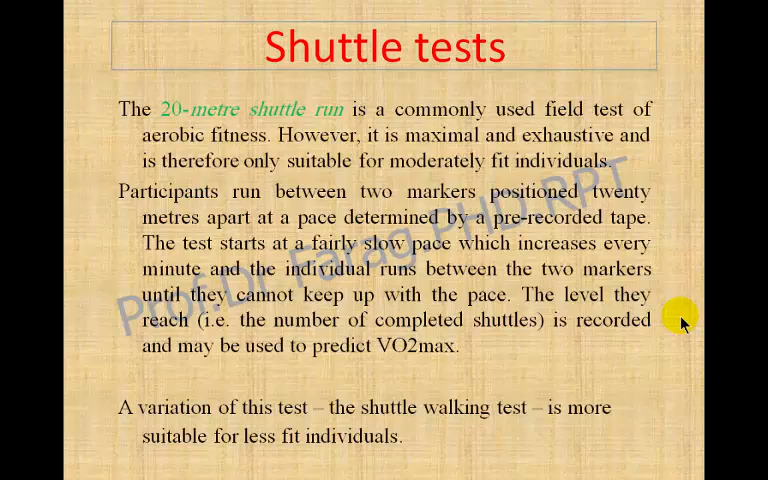 Shuttle tests
The 20-metre shuttle run is a commonly used field test of
aerobic fitness. However, it is maximal and exhaustive and
is therefore only suitable for moderately fit individuals.
Participants run between two markers positioned twenty
metres apart at a pace determined by a pre-recorded tape.
The test starts at a fairly slow pace which increases every
minute and the individual runs between the two markers
until they cannot keep up with the pace. The level they
reach (i.e. the number of completed shuttles) is recorded
and may be used to predict VO2max.
A variation of this test – the shuttle walking test – is more
suitable for less fit individuals.
Prof.Dr Farag.PHD.RPT